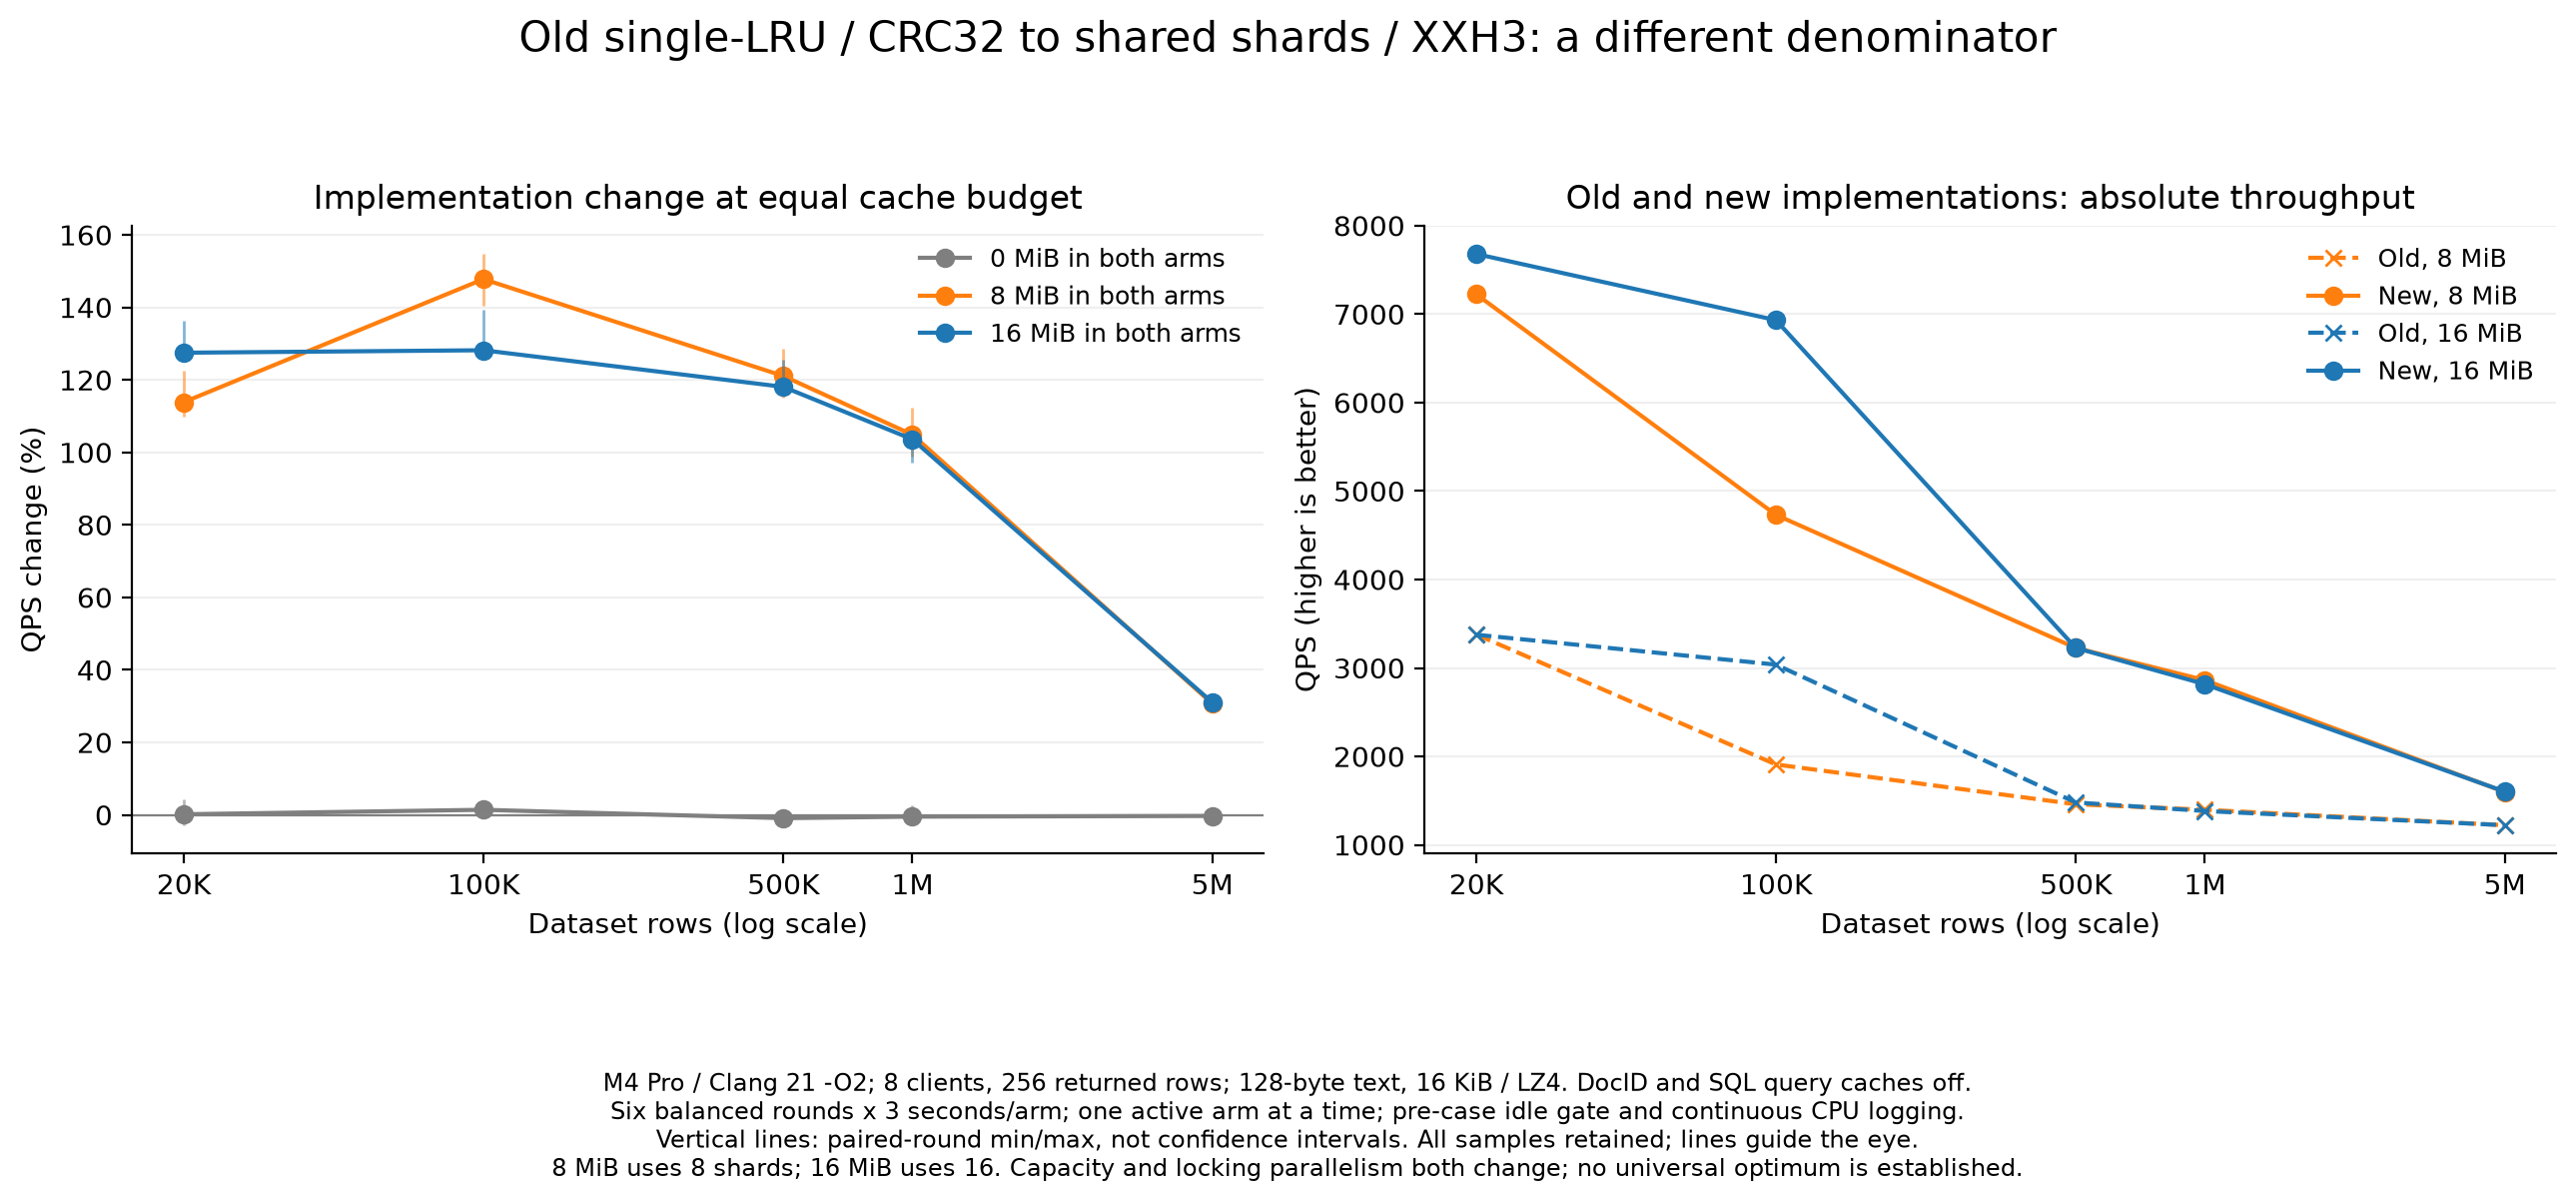 Old single-LRU / CRC32 to shared shards / XXH3: a different denominator
Implementation change at equal cache budget
160
140
120
100
80
60
40
20
0
QPS change (%)
0 MiB in both arms
8 MiB in both arms
16 MiB in both arms
20K
100K
500K
1M
5M
Dataset rows (log scale)
Old and new implementations: absolute throughput
8000
7000
6000
5000
4000
3000
2000
1000
QPS (higher is better)
Old, 8 MiB
New, 8 MiB
Old, 16 MiB
New, 16 MiB
20K
100K
500K
1M
5M
Dataset rows (log scale)
M4 Pro / Clang 21 -O2; 8 clients, 256 returned rows; 128-byte text, 16 KiB / LZ4. DocID and SQL query caches off.
Six balanced rounds x 3 seconds/arm; one active arm at a time; pre-case idle gate and continuous CPU logging.
Vertical lines: paired-round min/max, not confidence intervals. All samples retained; lines guide the eye.
8 MiB uses 8 shards; 16 MiB uses 16. Capacity and locking parallelism both change; no universal optimum is established.